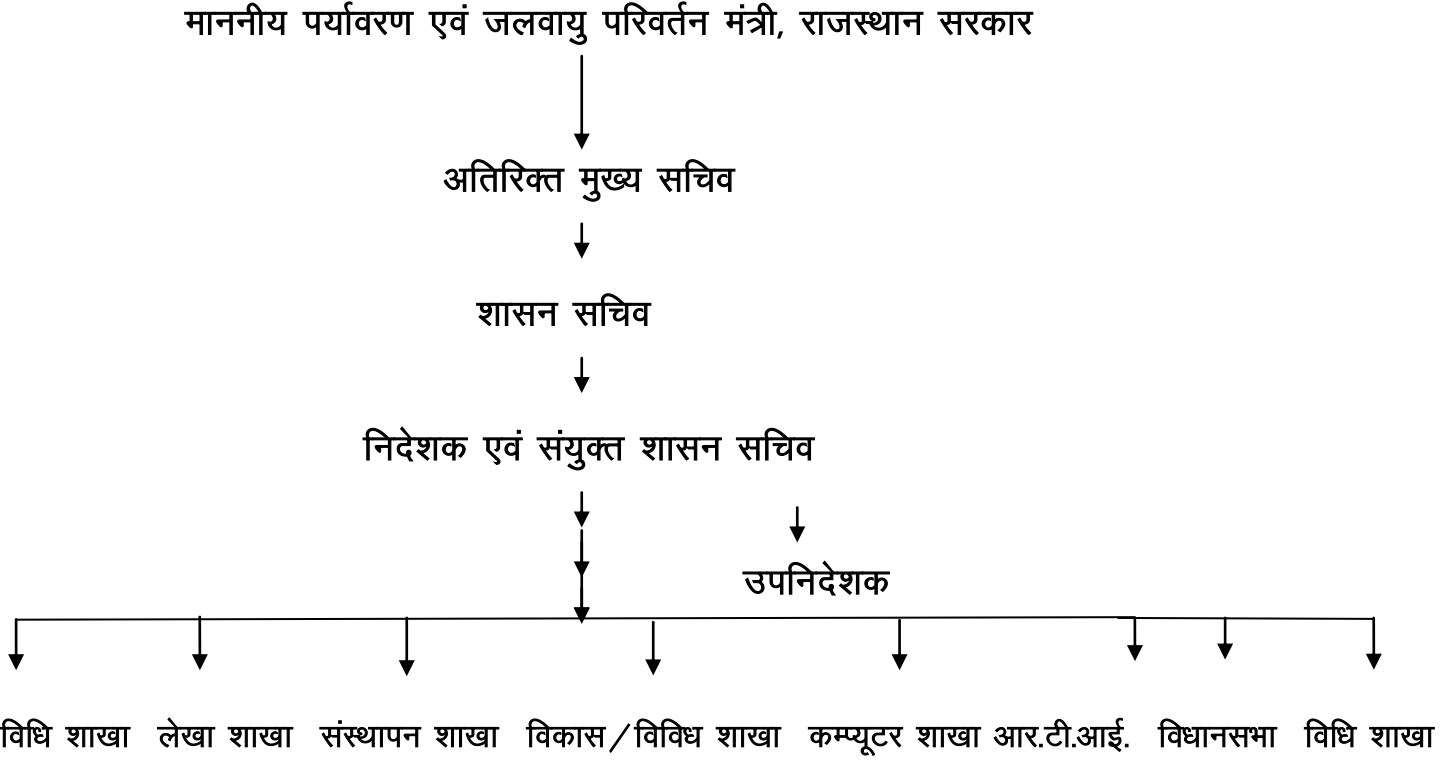 माननीय पर्यावरण एवं जलवायु परिवर्तन मंत्री, राजस्थान सरकार
अतिरिक्त मुख्य सचिव
शासन सचिव
निदेशक एवं संयुक्त शासन सचिव
उपनिदेशक
विधि शाखा लेखा शाखा संस्थापन शाखा विकास/विविध शाखा कम्प्यूटर शाखा आर.टी.आई. विधानसभा विधि शाखा